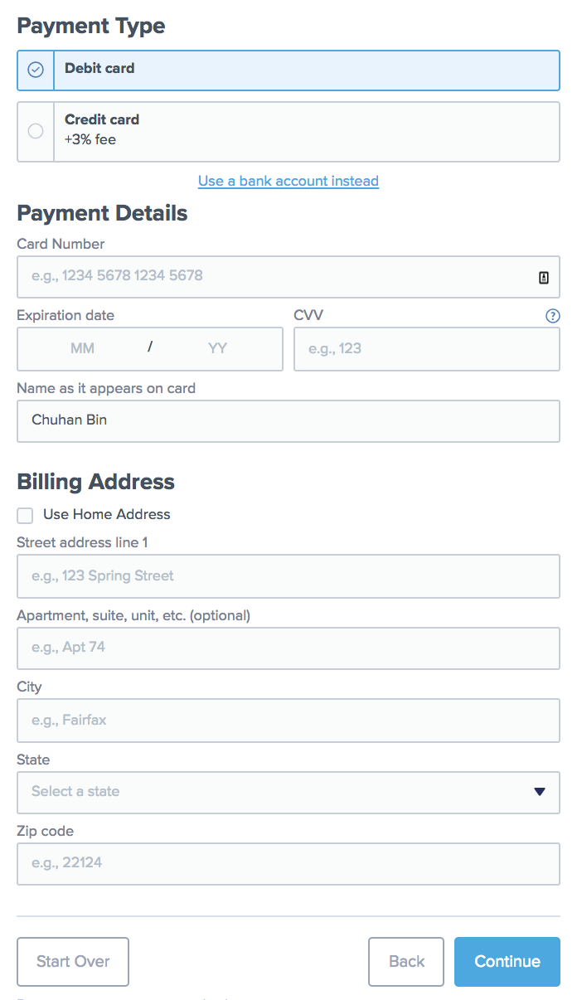 Payment Type
Debit card
Credit card
+3% fee
Use a bank account instead
Payment Details
Card Number
e.g., 1234 5678 1234 5678
Expiration date
CVV
?
MM / YY
e.g., 123
Name as it appears on card
Chuhan Bin
Billing Address
Use Home Address
Street address line 1
e.g., 123 Spring Street
Apartment, suite, unit, etc. (optional)
e.g., Apt 74
City
e.g., Fairfax
State
Select a state
Zip code
e.g., 22124
Start Over
Back
Continue